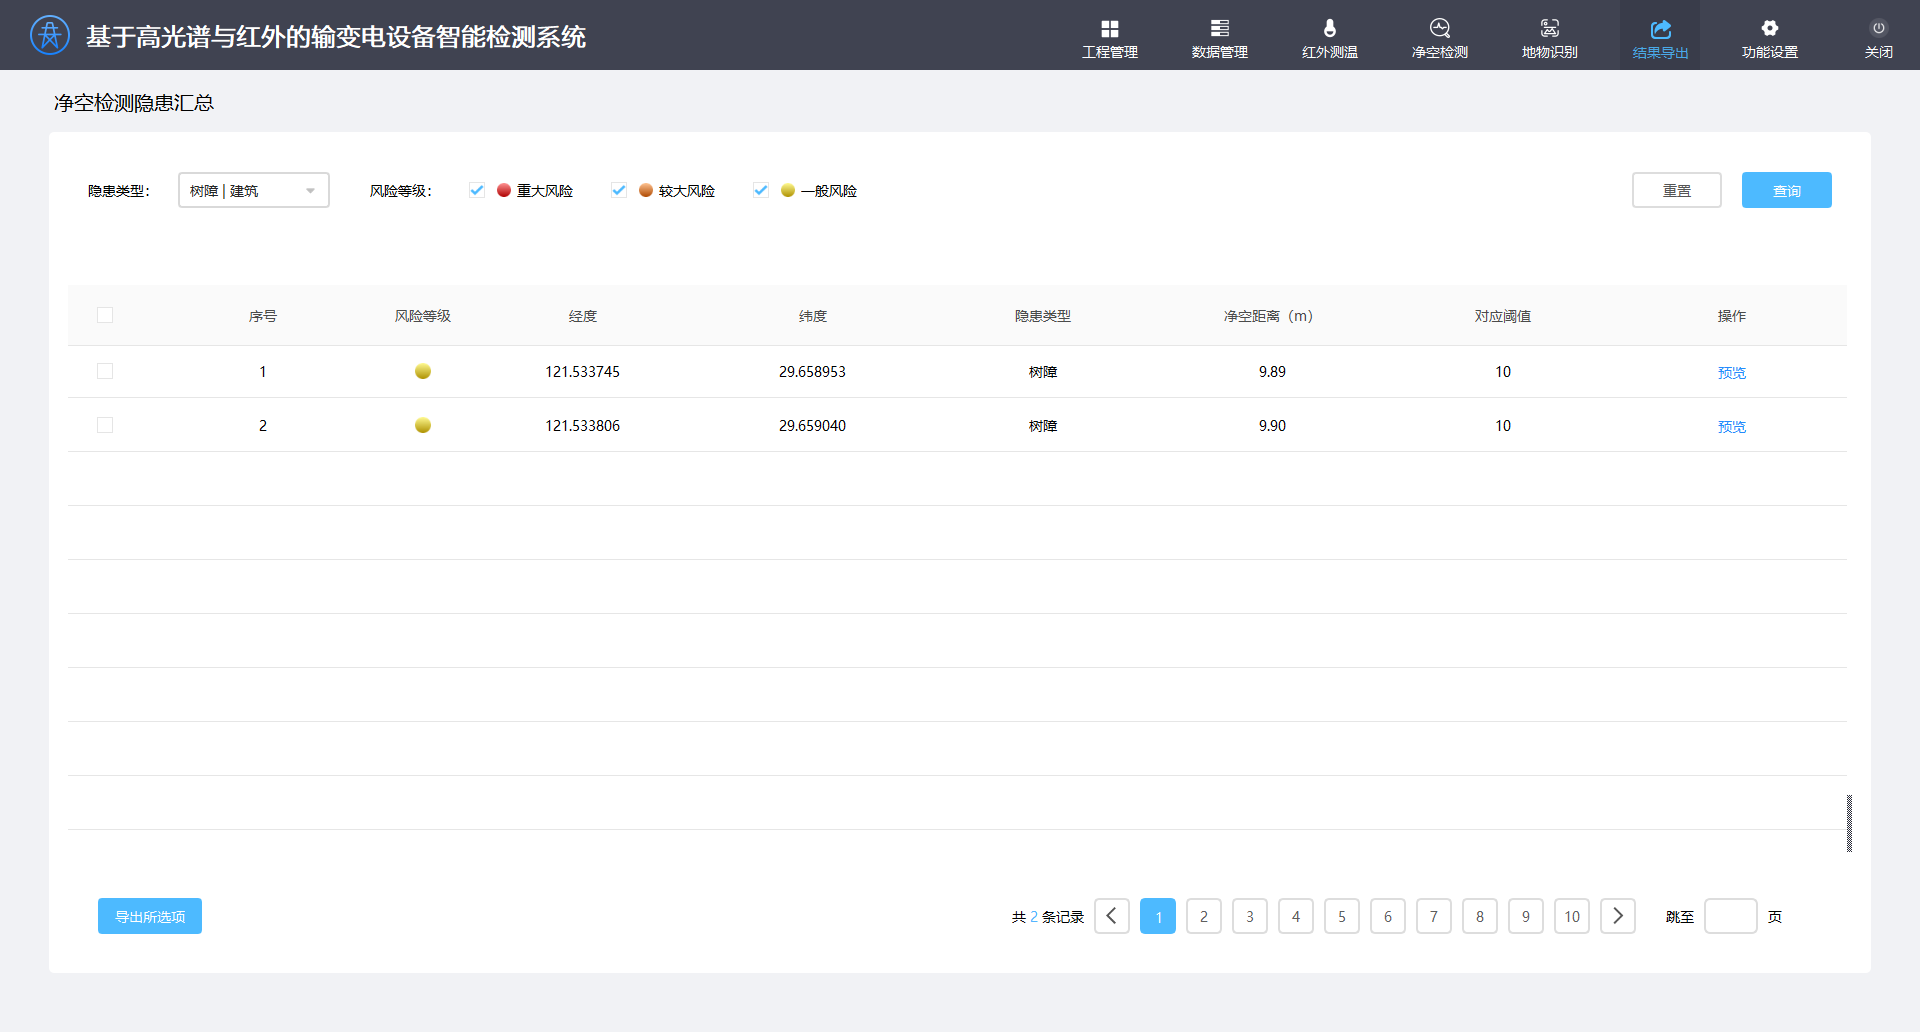 基于高光谱与红外的输变电设备智能检测系统
工程管理 数据管理 红外测温 净空检测 地物识别 结果导出 功能设置 关闭
净空检测隐患汇总
隐患类型： 树障 | 建筑 风险等级： 重大风险 较大风险 一般风险 重置 查询
序号 风险等级 经度 纬度 隐患类型 净空距离（m） 对应阈值 操作
1 121.533745 29.658953 树障 9.89 10 预览
2 121.533806 29.659040 树障 9.90 10 预览
导出所选项 共 2 条记录 1 2 3 4 5 6 7 8 9 10 跳至 页